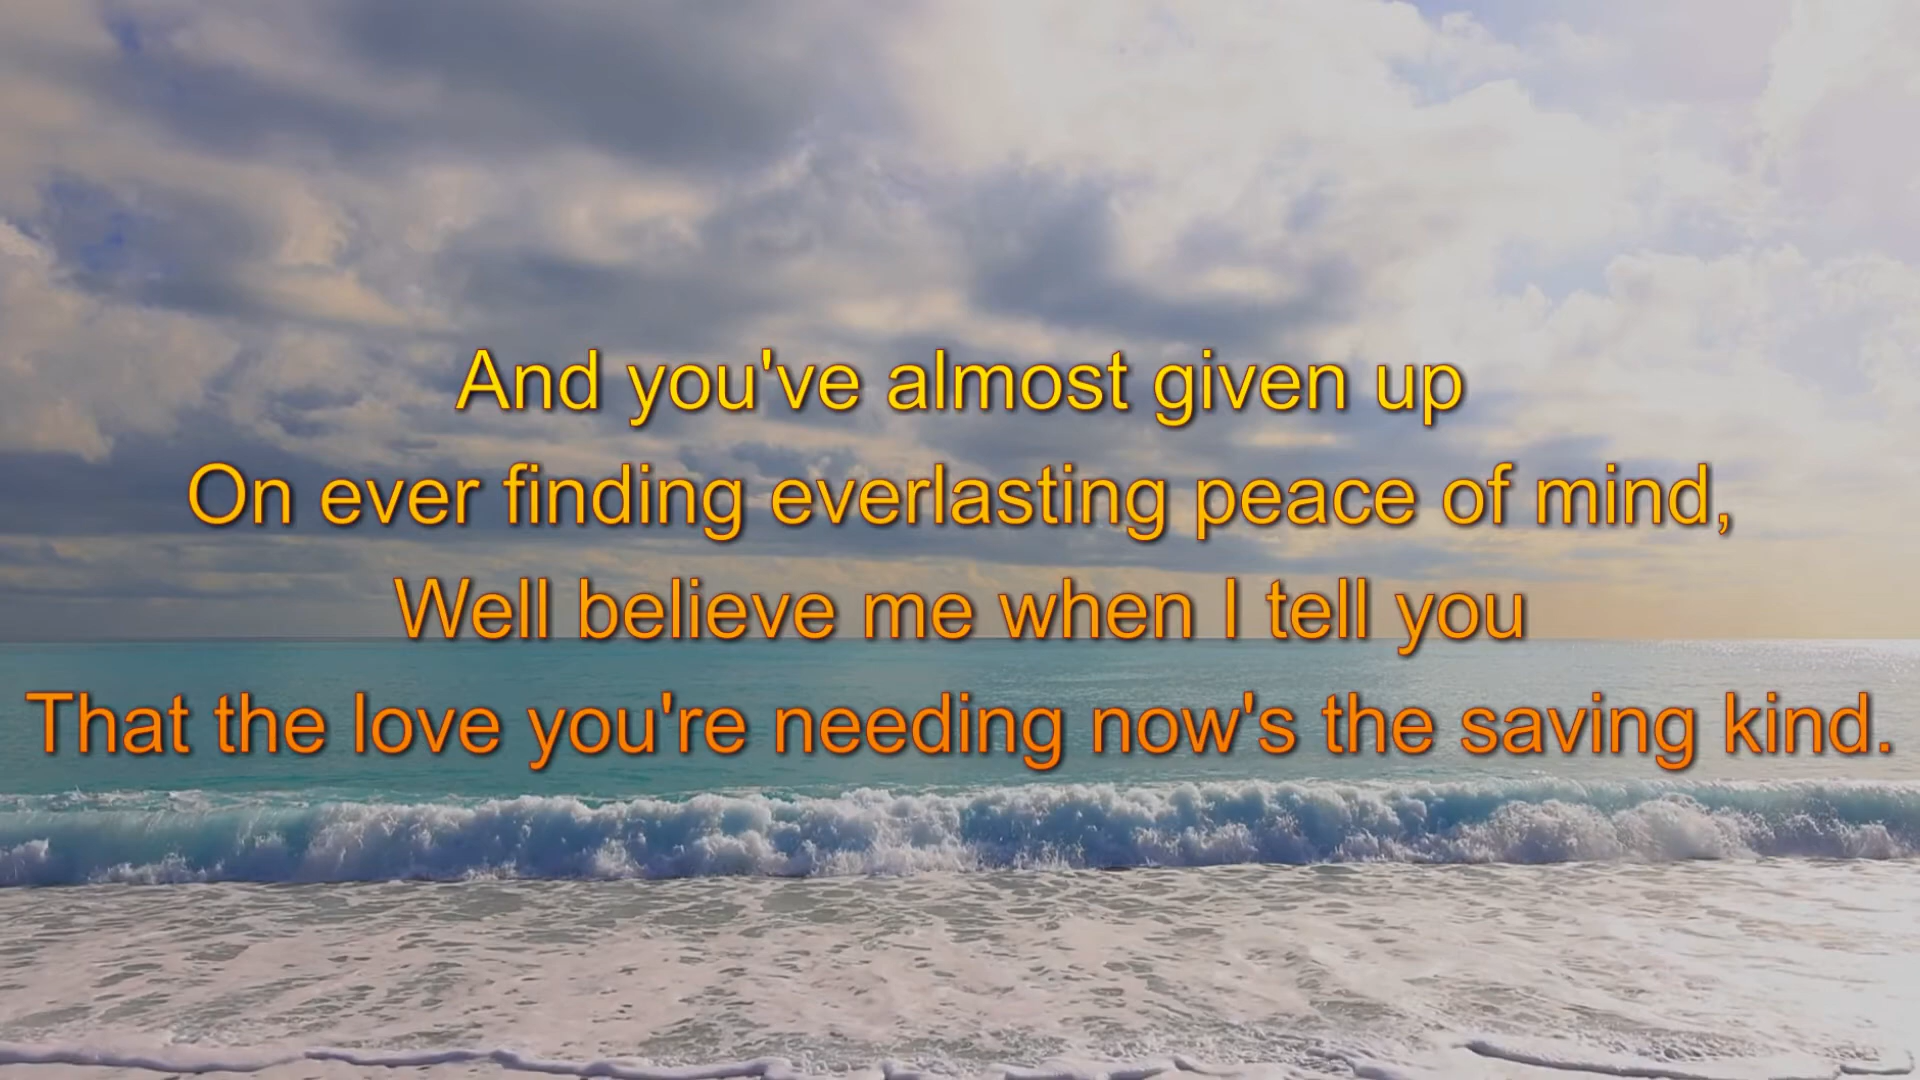 And you've almost given up
On ever finding everlasting peace of mind,
Well believe me when I tell you
That the love you're needing now's the saving kind.